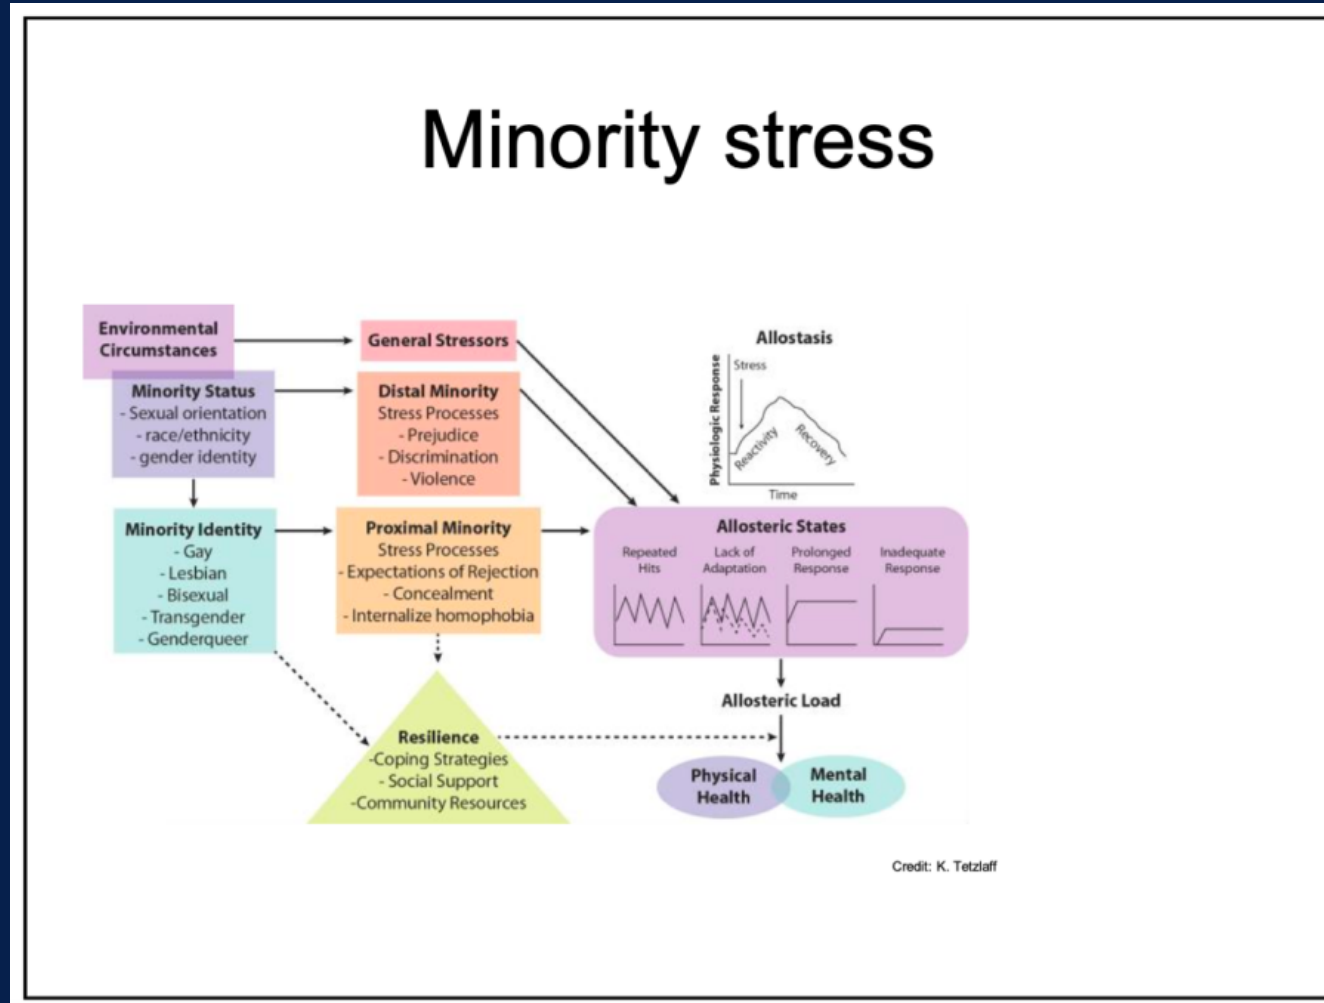 Minority stress
Environmental
Circumstances
General Stressors
Minority Status
- Sexual orientation
- race/ethnicity
- gender identity
Distal Minority
Stress Processes
- Prejudice
- Discrimination
- Violence
Allostasis
Physiologic Response
Stress
Reactivity
Recovery
Time
Minority Identity
- Gay
- Lesbian
- Bisexual
- Transgender
- Genderqueer
Proximal Minority
Stress Processes
- Expectations of Rejection
- Concealment
- Internalize homophobia
Allosteric States
Repeated
Hits
Lack of
Adaptation
Prolonged
Response
Inadequate
Response
Allosteric Load
Resilience
-Coping Strategies
- Social Support
-Community Resources
Physical
Health
Mental
Health
Credit: K. Tetzlaff